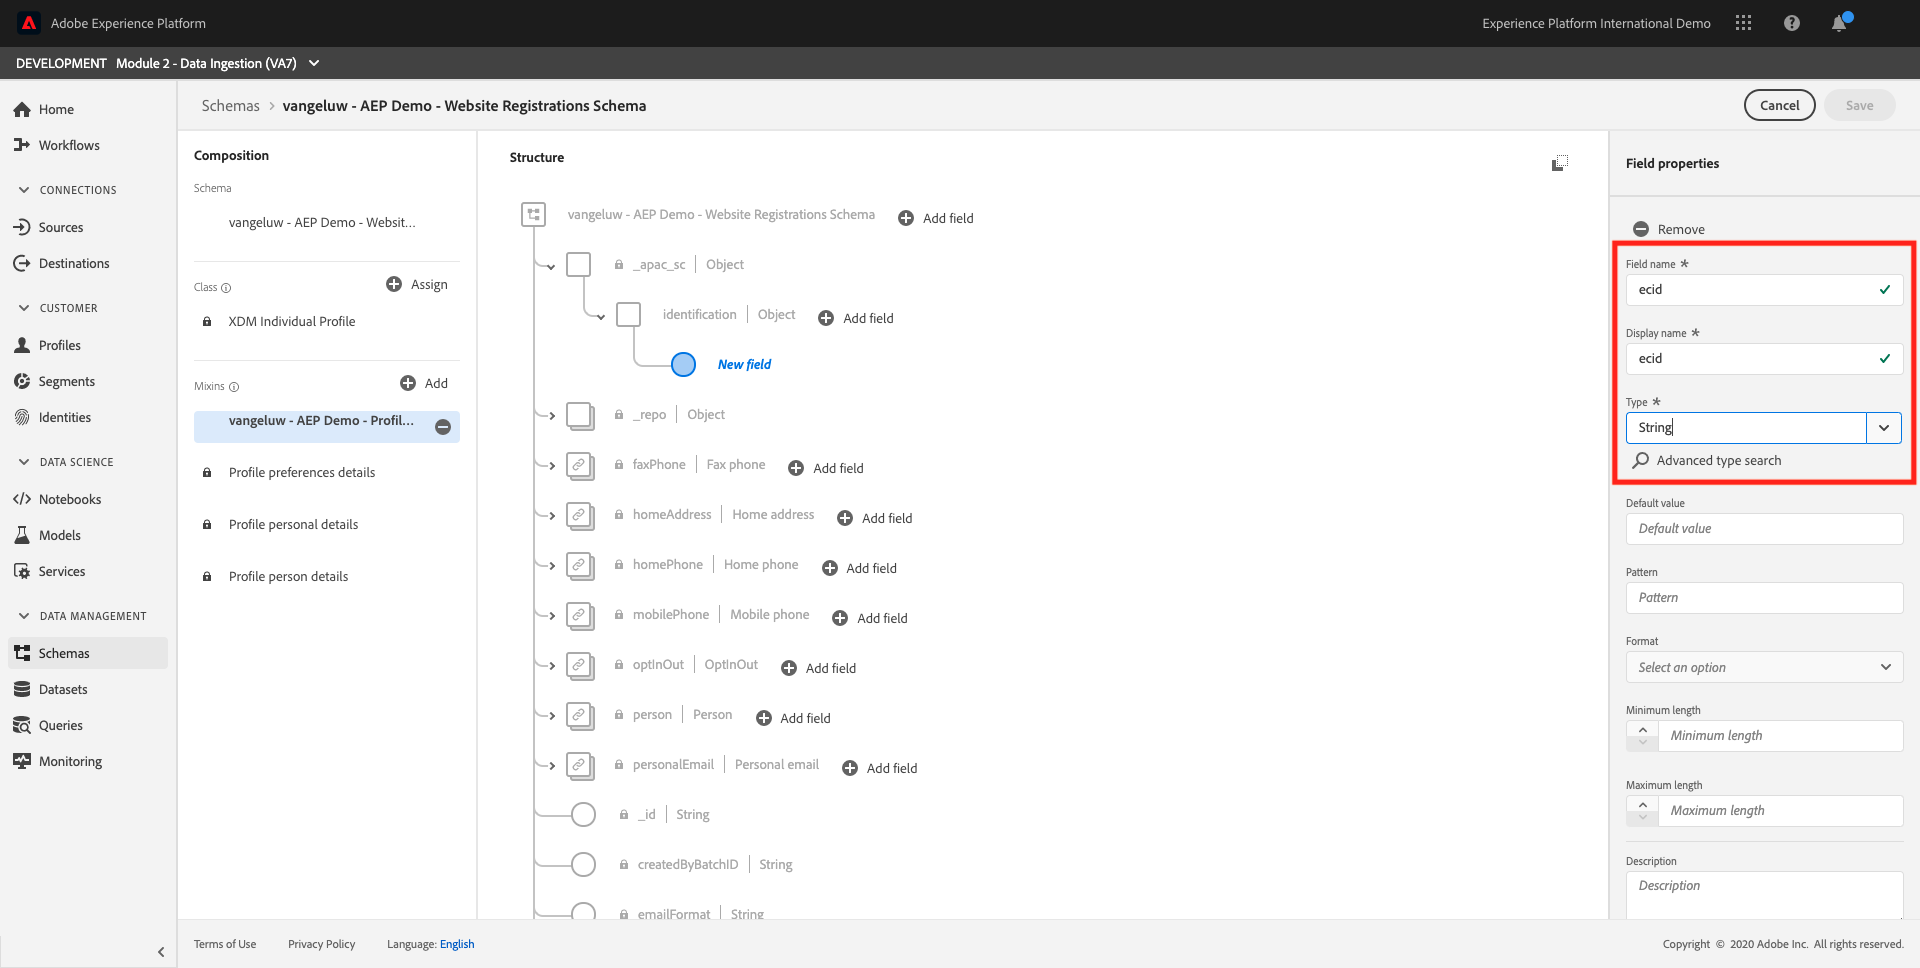 Adobe Experience Platform
Experience Platform International Demo
DEVELOPMENT Module 2 - Data Ingestion (VA7)
Home
Workflows
CONNECTIONS
Sources
Destinations
CUSTOMER
Profiles
Segments
Identities
DATA SCIENCE
Notebooks
Models
Services
DATA MANAGEMENT
Schemas
Datasets
Queries
Monitoring
Schemas > vangeluw - AEP Demo - Website Registrations Schema
Cancel
Save
Composition
Schema
vangeluw - AEP Demo - Websit...
Class
Assign
XDM Individual Profile
Mixins
Add
vangeluw - AEP Demo - Profil...
Profile preferences details
Profile personal details
Profile person details
Structure
vangeluw - AEP Demo - Website Registrations Schema Add field
_apac_sc | Object
identification | Object Add field
New field
_repo | Object
faxPhone | Fax phone Add field
homeAddress | Home address Add field
homePhone | Home phone Add field
mobilePhone | Mobile phone Add field
optInOut | OptInOut Add field
person | Person Add field
personalEmail | Personal email Add field
_id | String
createdByBatchID | String
emailFormat | String
Field properties
Remove
Field name *
ecid
Display name *
ecid
Type *
String
Advanced type search
Default value
Default value
Pattern
Pattern
Format
Select an option
Minimum length
Minimum length
Maximum length
Maximum length
Description
Description
Terms of Use Privacy Policy Language: English
Copyright © 2020 Adobe Inc. All rights reserved.